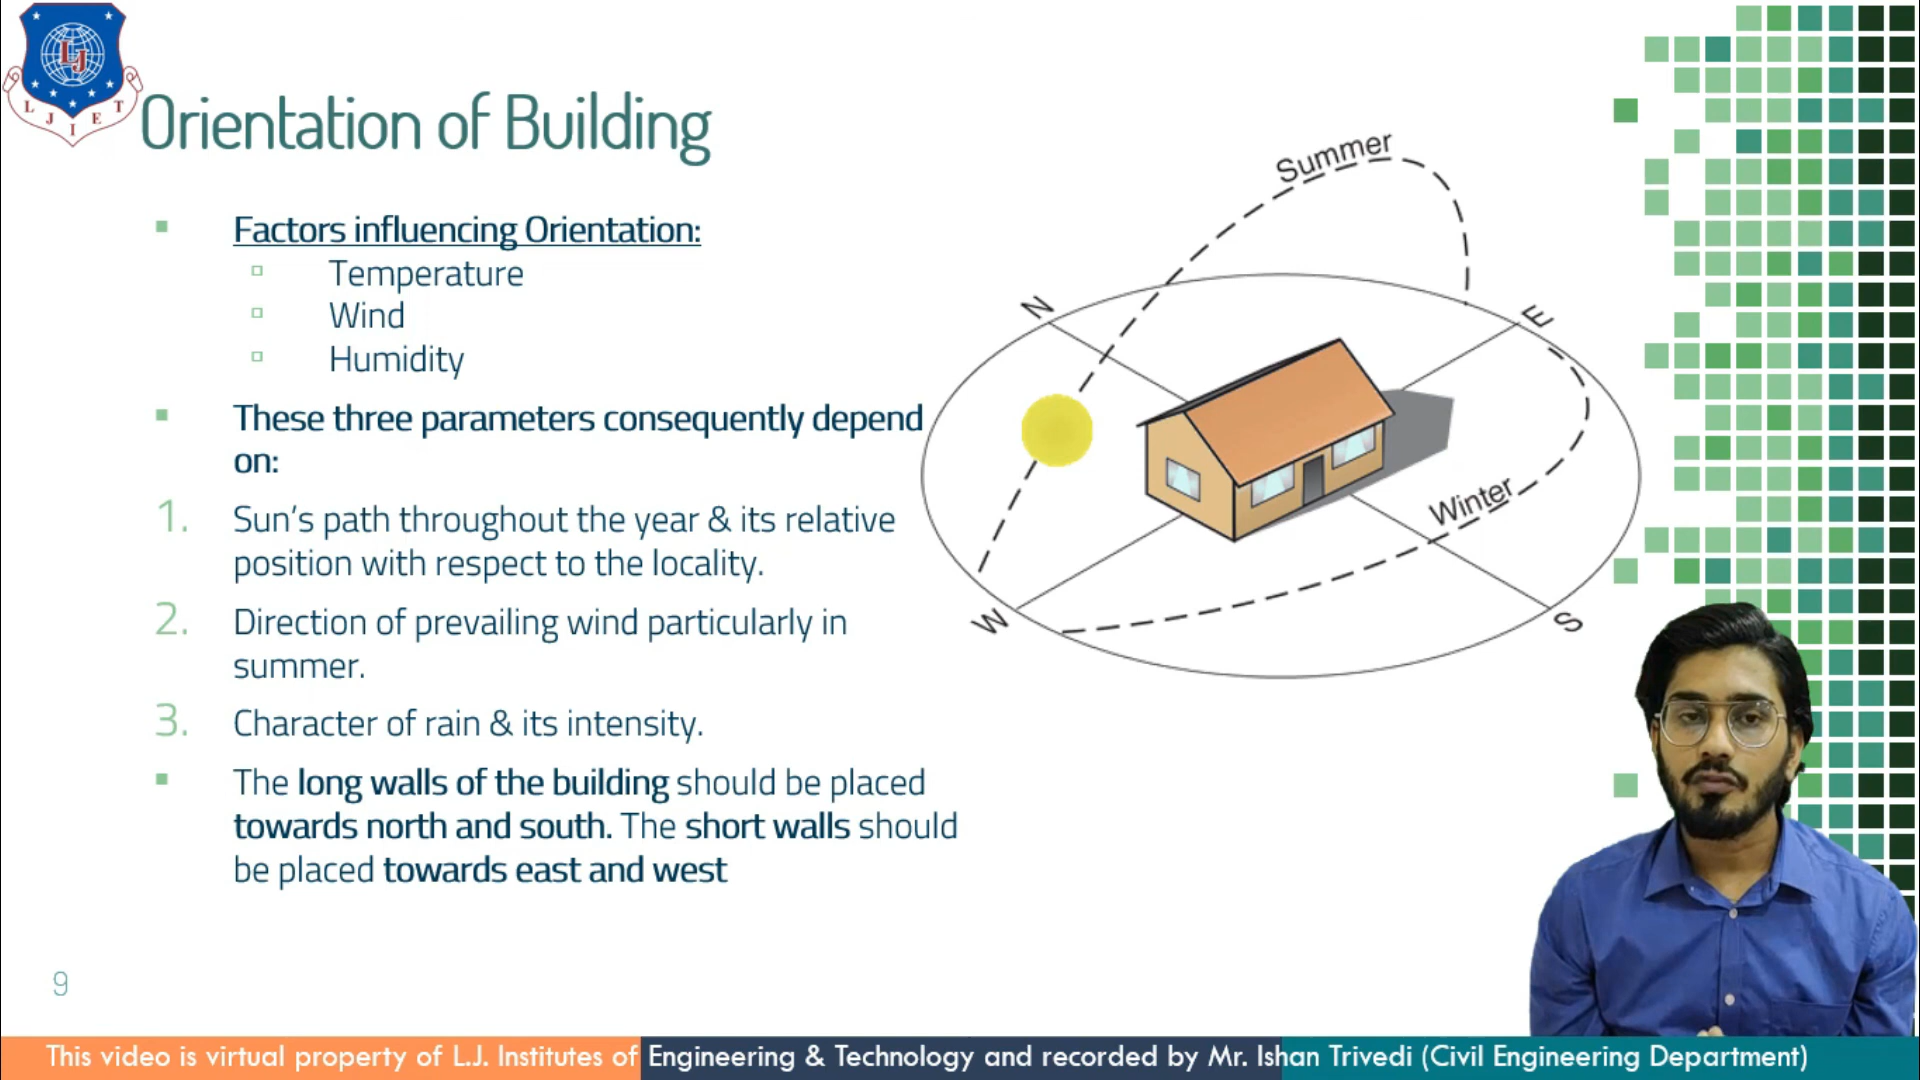 L J I E T
LJ
Orientation of Building
Factors influencing Orientation:
Temperature
Wind
Humidity
These three parameters consequently depend
on:
1. Sun's path throughout the year & its relative
position with respect to the locality.
2. Direction of prevailing wind particularly in
summer.
3. Character of rain & its intensity.
The long walls of the building should be placed
towards north and south. The short walls should
be placed towards east and west
Summer
N
E
Winter
W
S
9
This video is virtual property of L.J. Institutes of Engineering & Technology and recorded by Mr. Ishan Trivedi (Civil Engineering Department)